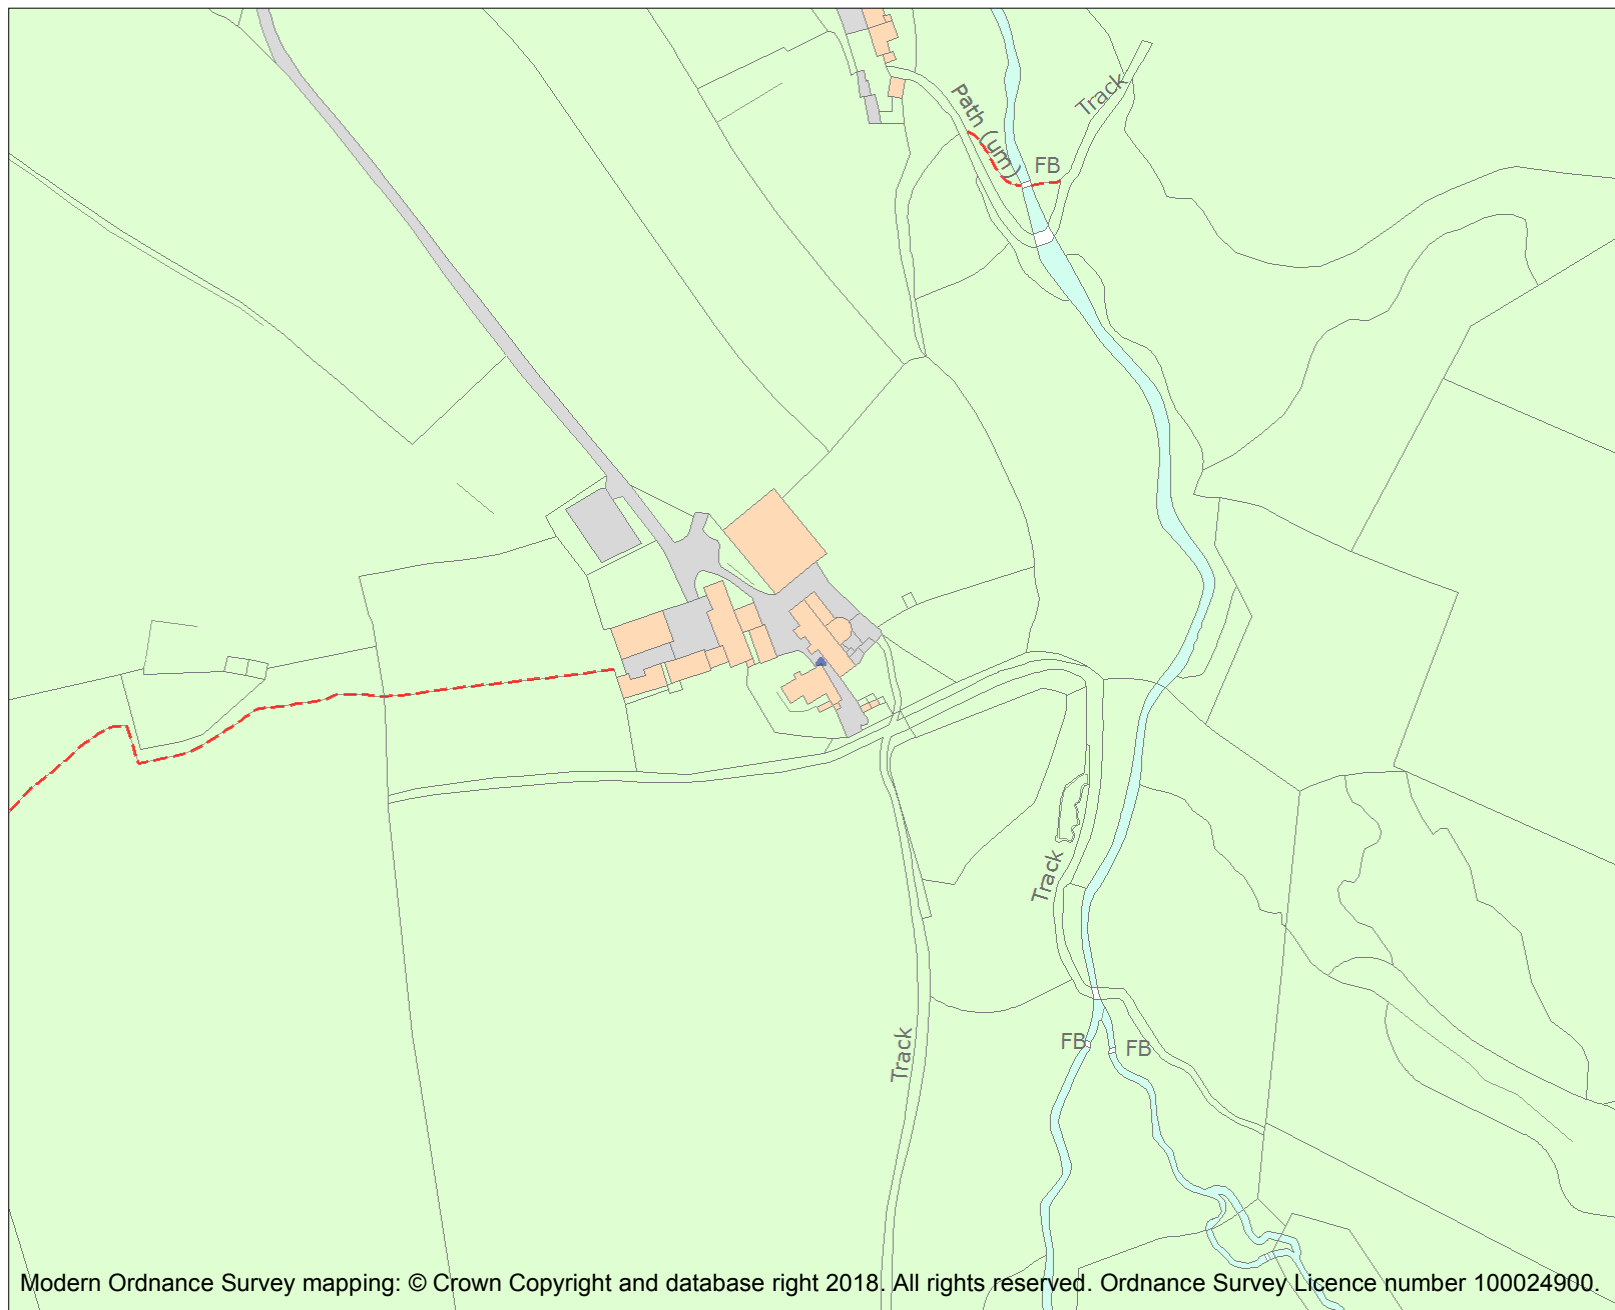 Path (um)
Track
FB
Track
Track
FB
FB
Modern Ordnance Survey mapping: © Crown Copyright and database right 2018. All rights reserved. Ordnance Survey Licence number 100024900.